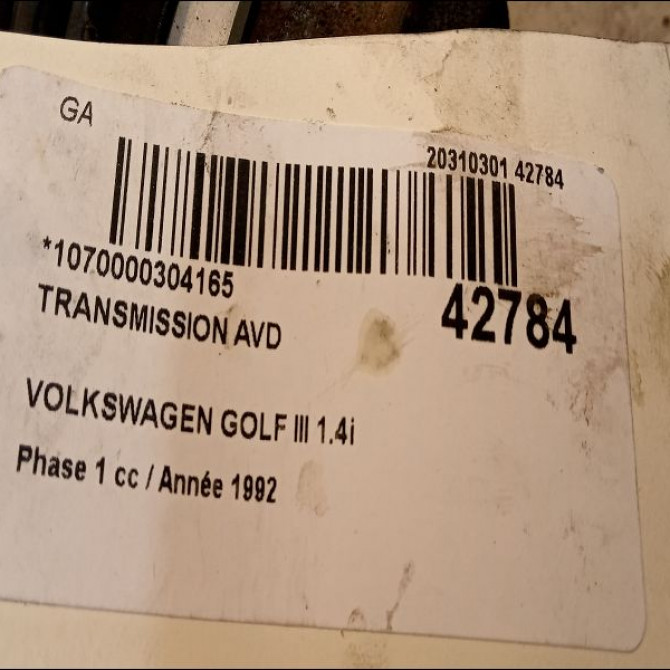 GA
20310301 42784
*1070000304165
42784
TRANSMISSION AVD
VOLKSWAGEN GOLF III 1.4i
Phase 1 cc / Année 1992